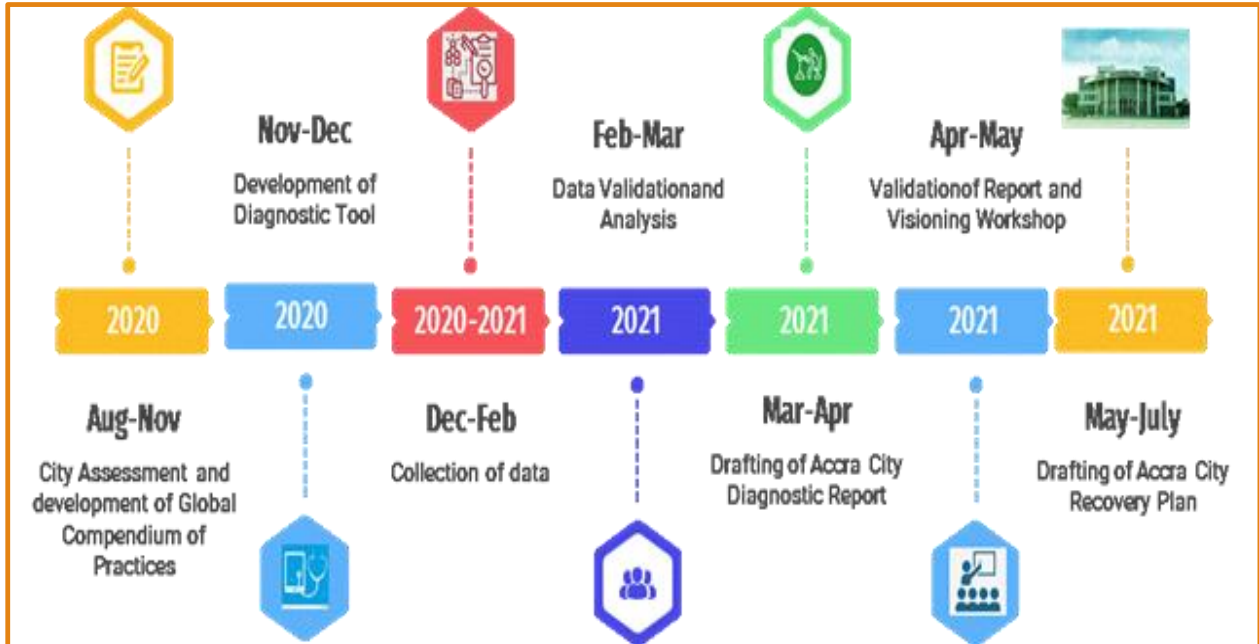 Nov-Dec
Development of
Diagnostic Tool
Feb-Mar
Data Validationand
Analysis
Apr-May
Validationof Report and
Visioning Workshop
2020
2020
2020-2021
2021
2021
2021
2021
Aug-Nov
City Assessment and
development of Global
Compendium of
Practices
Dec-Feb
Collection of data
Mar-Apr
Drafting of Accra City
Diagnostic Report
May-July
Drafting of Accra City
Recovery Plan